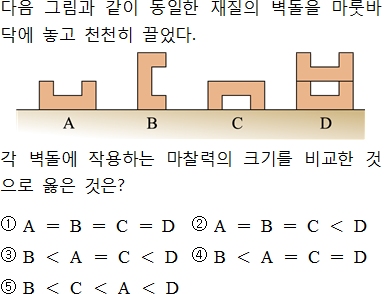 다음 그림과 같이 동일한 재질의 벽돌을 마룻바
닥에 놓고 천천히 끌었다.
A B C D
각 벽돌에 작용하는 마찰력의 크기를 비교한 것
으로 옳은 것은?
① A = B = C = D ② A = B = C < D
③ B < A = C < D ④ B < A = C = D
⑤ B < C < A < D